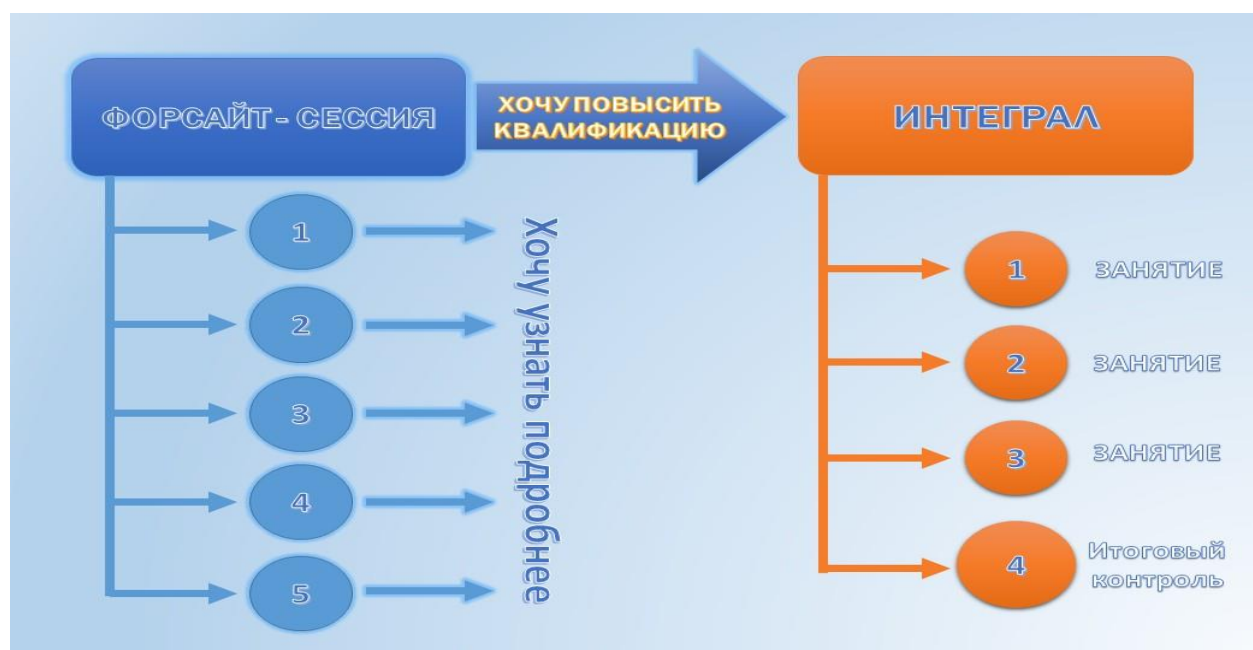 ФОРСАЙТ - СЕССИЯ
ХОЧУ ПОВЫСИТЬ
КВАЛИФИКАЦИЮ
ИНТЕГРАЛ
1
2
3
4
5
Хочу узнать подробнее
1 ЗАНЯТИЕ
2 ЗАНЯТИЕ
3 ЗАНЯТИЕ
4 Итоговый
контроль